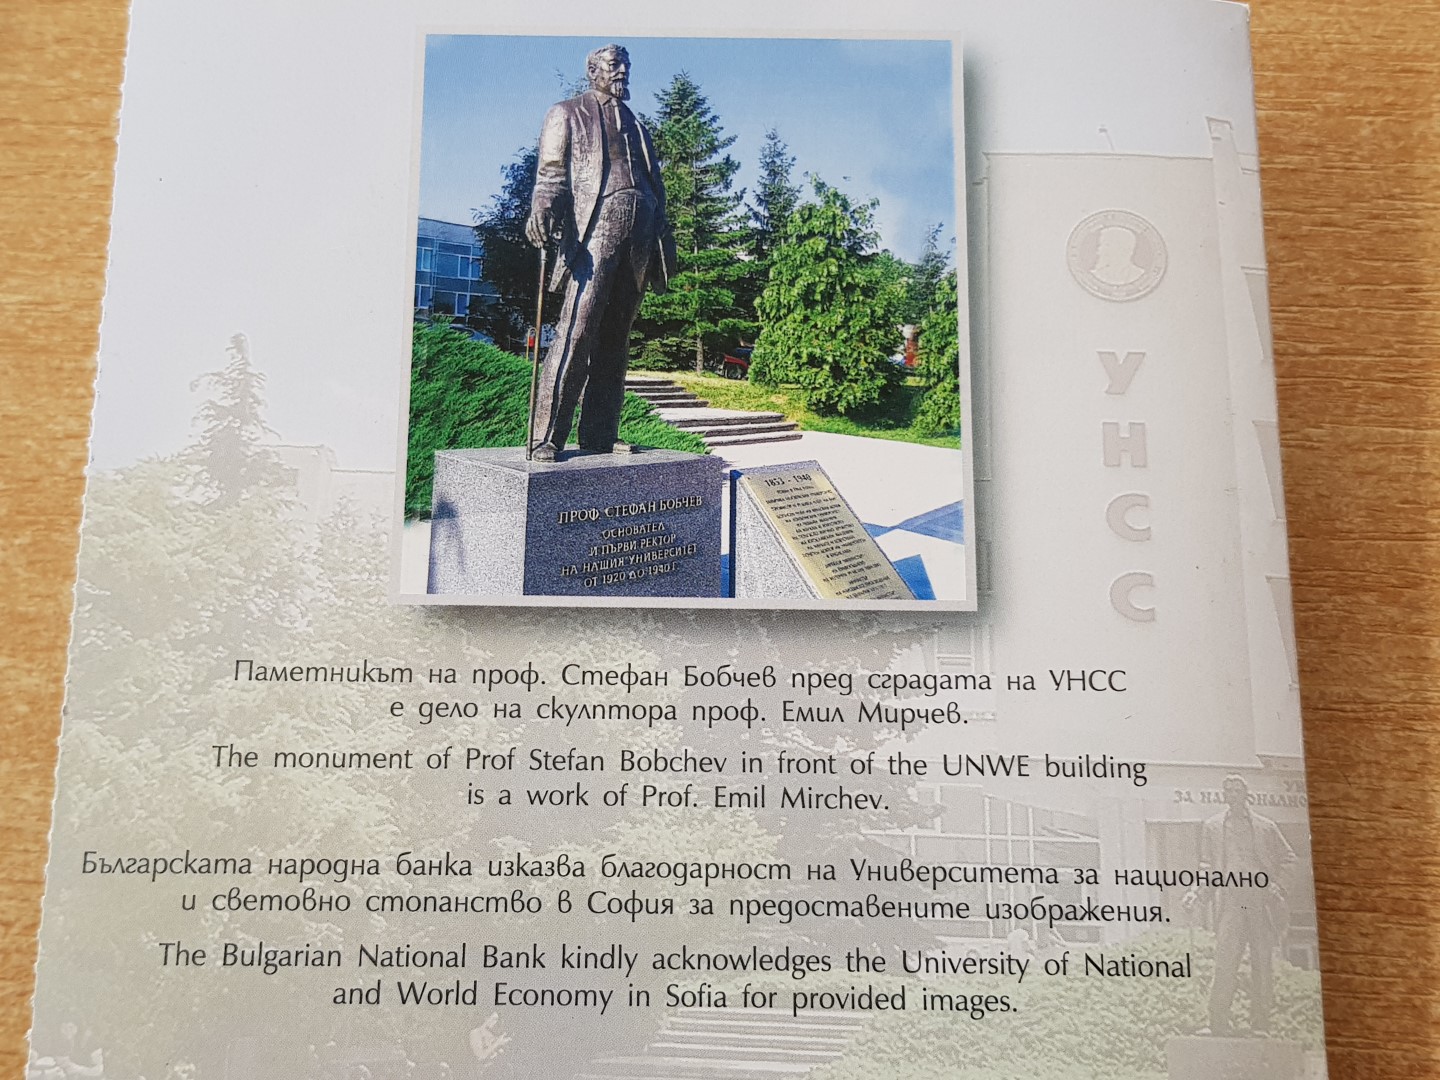 ПРОФ. СТЕФАН БОБЧЕВ
ОСНОВАТЕЛ
И ПЪРВИ РЕКТОР
НА НАШИЯ УНИВЕРСИТЕТ
ОТ 1920 ДО 1940 Г.
1853 - 1940
УНСС
Паметникът на проф. Стефан Бобчев пред сградата на УНСС
е дело на скулптора проф. Емил Мирчев.
The monument of Prof Stefan Bobchev in front of the UNWE building
is a work of Prof. Emil Mirchev.
Българската народна банка изказва благодарност на Университета за национално
и световно стопанство в София за предоставените изображения.
The Bulgarian National Bank kindly acknowledges the University of National
and World Economy in Sofia for provided images.